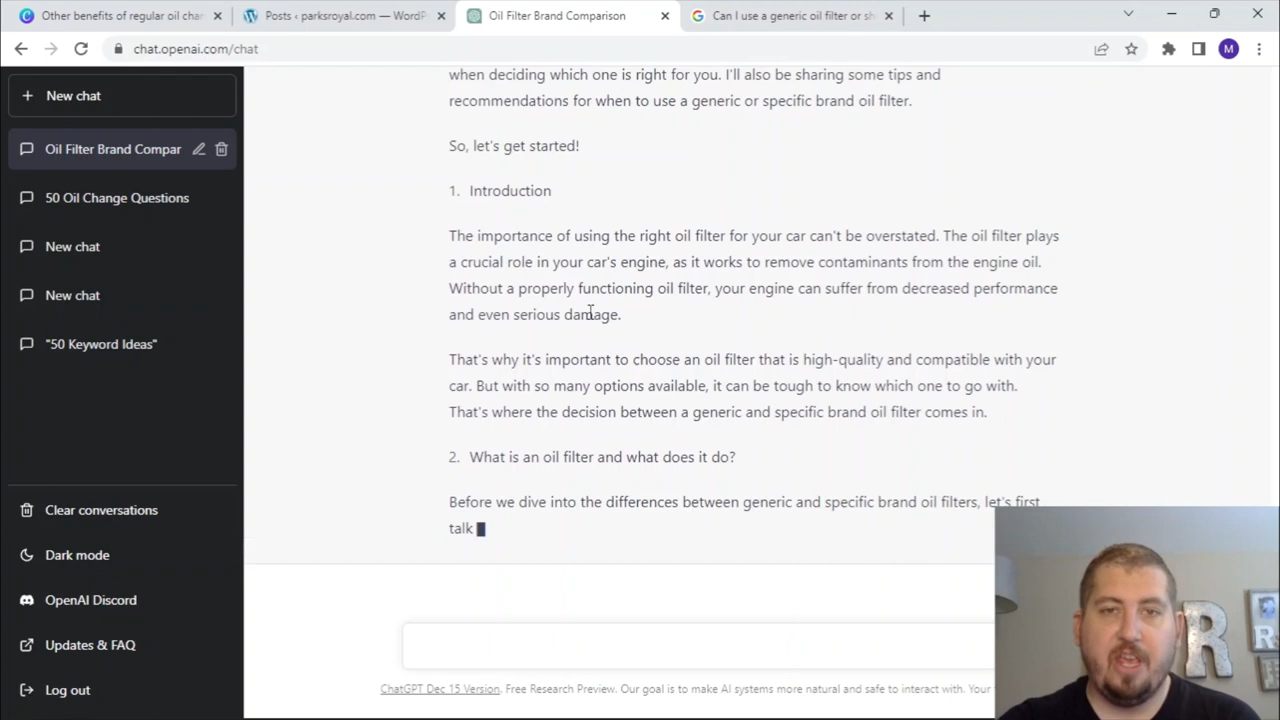 Other benefits of regular oil chan
Posts ‹ parksroyal.com — WordPr
Oil Filter Brand Comparison
Can I use a generic oil filter or sh
chat.openai.com/chat
M
New chat
Oil Filter Brand Compar
50 Oil Change Questions
New chat
New chat
"50 Keyword Ideas"
Clear conversations
Dark mode
OpenAI Discord
Updates & FAQ
Log out
when deciding which one is right for you. I'll also be sharing some tips and
recommendations for when to use a generic or specific brand oil filter.
So, let's get started!
1. Introduction
The importance of using the right oil filter for your car can't be overstated. The oil filter plays
a crucial role in your car's engine, as it works to remove contaminants from the engine oil.
Without a properly functioning oil filter, your engine can suffer from decreased performance
and even serious damage.
That's why it's important to choose an oil filter that is high-quality and compatible with your
car. But with so many options available, it can be tough to know which one to go with.
That's where the decision between a generic and specific brand oil filter comes in.
2. What is an oil filter and what does it do?
Before we dive into the differences between generic and specific brand oil filters, let's first
talk
ChatGPT Dec 15 Version. Free Research Preview. Our goal is to make AI systems more natural and safe to interact with. Your
R
R